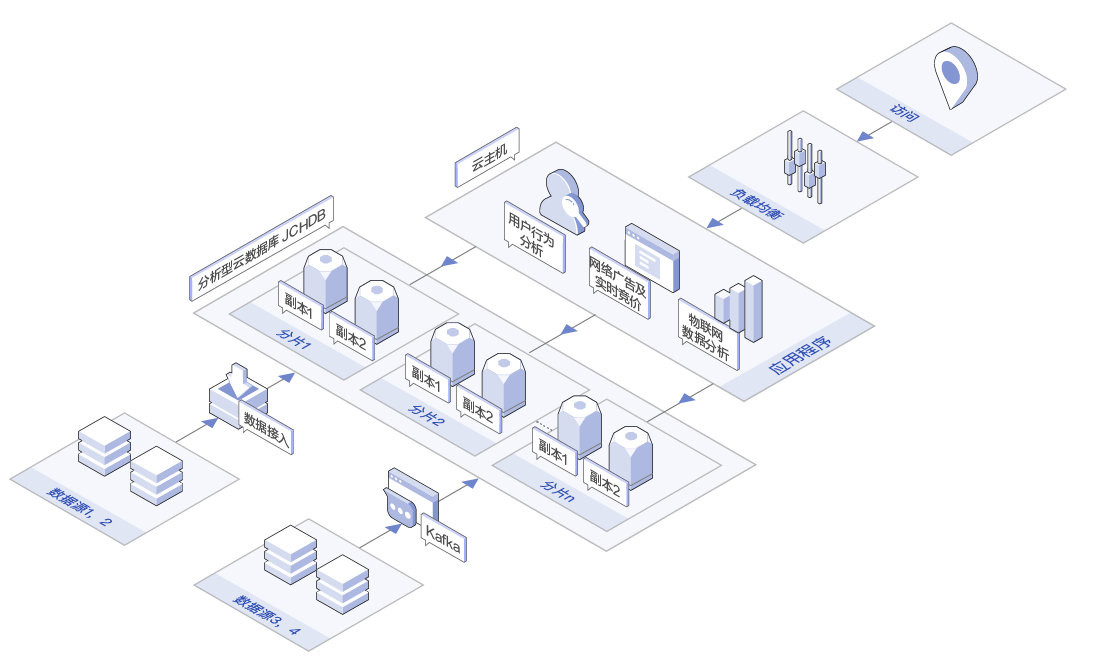 访问
负载均衡
云主机
用户行为
分析
网络广告及
实时竞价
物联网
数据分析
应用程序
分析型云数据库 JCHDB
副本1
副本2
分片1
副本1
副本2
分片2
副本1
副本2
分片n
数据接入
Kafka
数据源1，2
数据源3，4